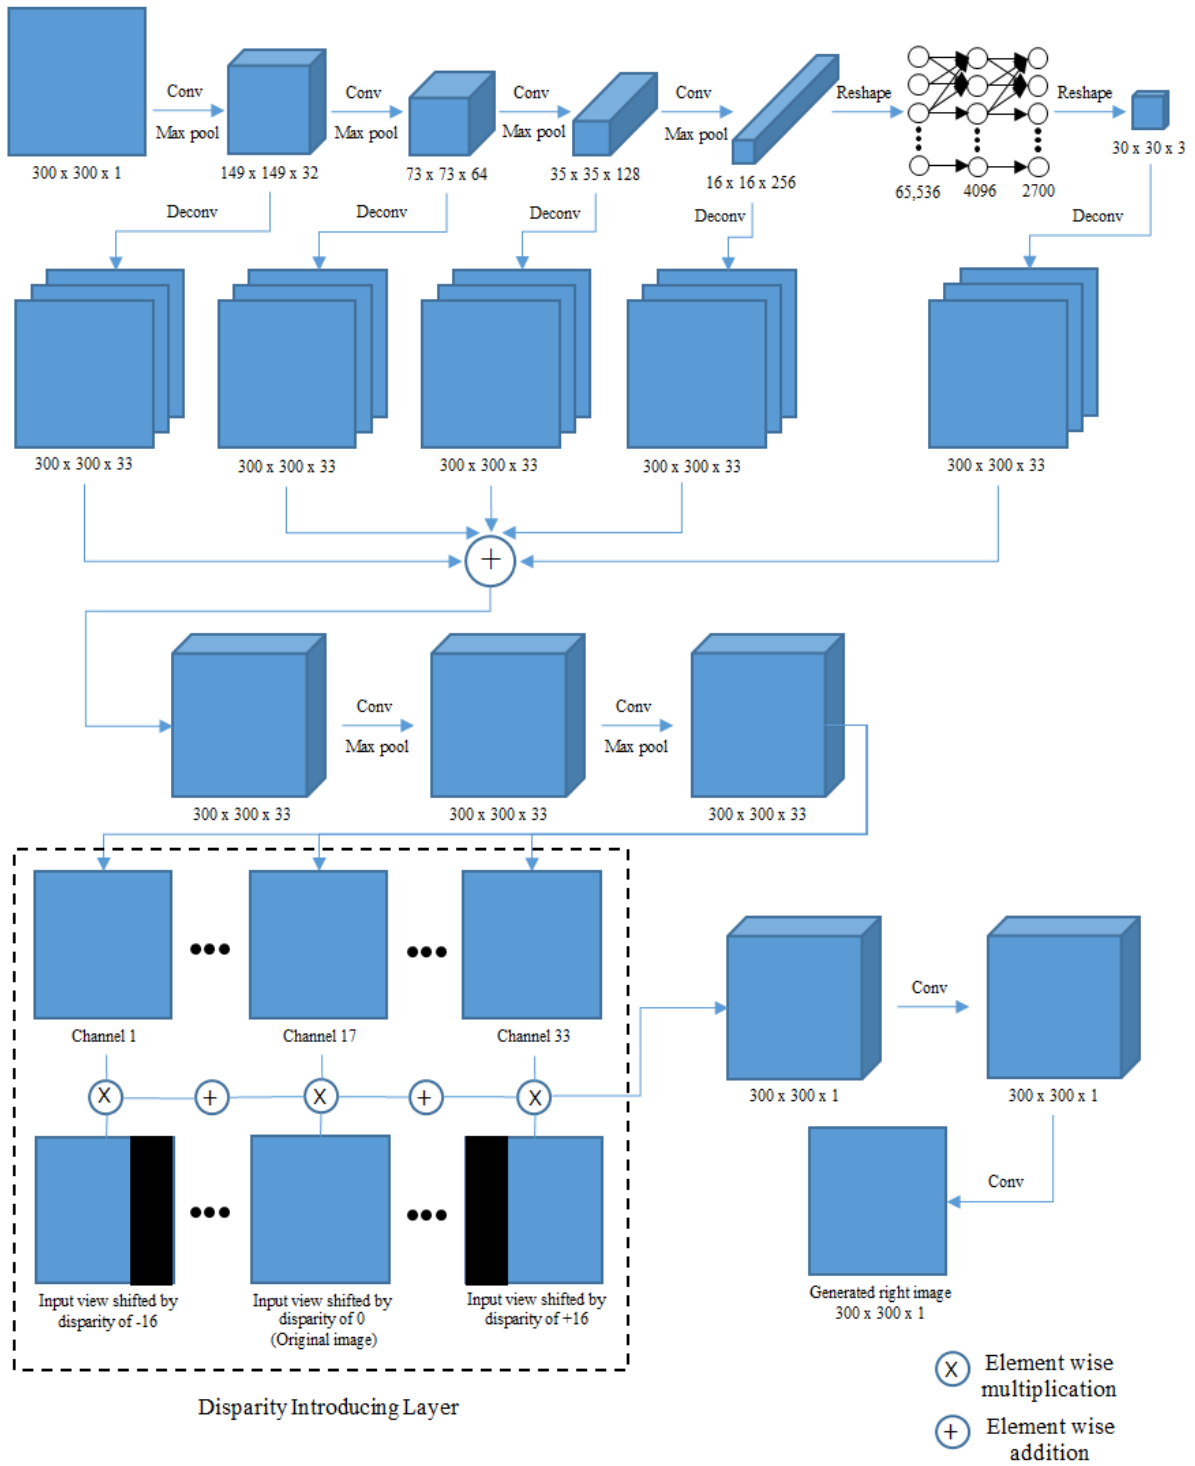 Conv
Max pool
Conv
Max pool
Conv
Max pool
Conv
Max pool
Reshape
Reshape
300 x 300 x 1
149 x 149 x 32
73 x 73 x 64
35 x 35 x 128
16 x 16 x 256
65,536
4096
2700
30 x 30 x 3
Deconv
Deconv
Deconv
Deconv
Deconv
300 x 300 x 33
300 x 300 x 33
300 x 300 x 33
300 x 300 x 33
300 x 300 x 33
+
Conv
Max pool
Conv
Max pool
300 x 300 x 33
300 x 300 x 33
300 x 300 x 33
Channel 1
Channel 17
Channel 33
X
+
X
+
X
Input view shifted by
disparity of -16
Input view shifted by
disparity of 0
(Original image)
Input view shifted by
disparity of +16
Disparity Introducing Layer
Conv
300 x 300 x 1
300 x 300 x 1
Conv
Generated right image
300 x 300 x 1
X
Element wise
multiplication
+
Element wise
addition